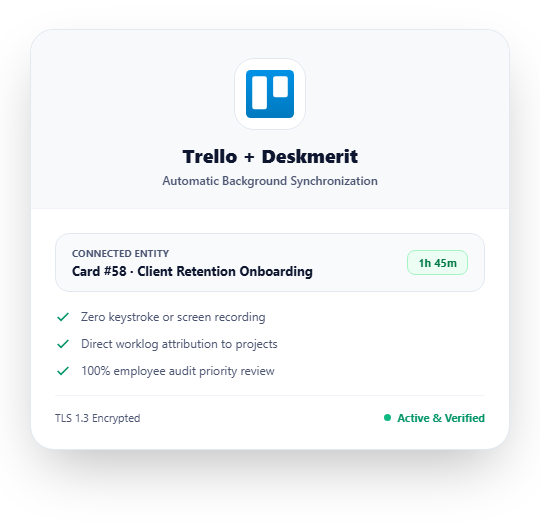 Trello + Deskmerit
Automatic Background Synchronization
CONNECTED ENTITY
Card #58 · Client Retention Onboarding
1h 45m
Zero keystroke or screen recording
Direct worklog attribution to projects
100% employee audit priority review
TLS 1.3 Encrypted
Active & Verified